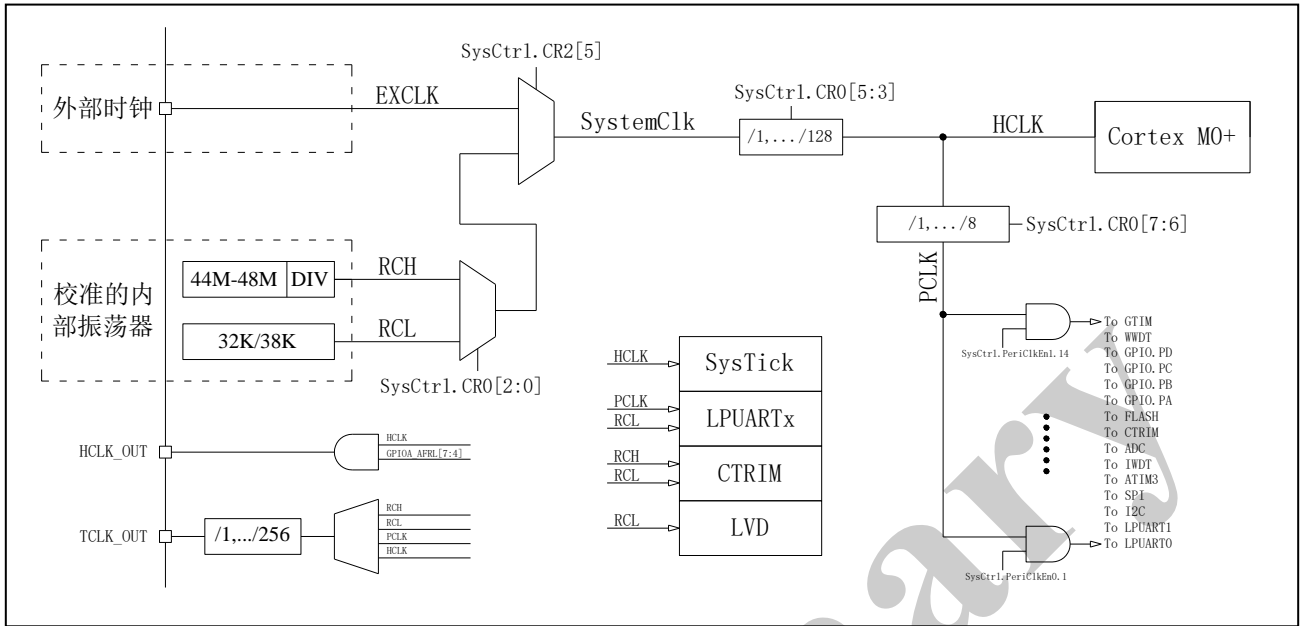 SysCtrl.CR2[5]
外部时钟
EXCLK
SystemClk
SysCtrl.CR0[5:3]
/1,.../128
HCLK
Cortex M0+
/1,.../8
SysCtrl.CR0[7:6]
PCLK
校准的内
部振荡器
44M-48M
DIV
RCH
32K/38K
RCL
SysCtrl.CR0[2:0]
HCLK_OUT
HCLK
GPIOA_AFRL[7:4]
TCLK_OUT
/1,.../256
RCH
RCL
PCLK
HCLK
HCLK
SysTick
PCLK
RCL
LPUARTx
RCH
RCL
CTRIM
RCL
LVD
SysCtrl.PeriClkEn1.14
To GTIM
To WWDT
To GPIO.PD
To GPIO.PC
To GPIO.PB
To GPIO.PA
To FLASH
To CTRIM
To ADC
To IWDT
To ATIM3
To SPI
To I2C
To LPUART1
To LPUART0
SysCtrl.PeriClkEn0.1
ary